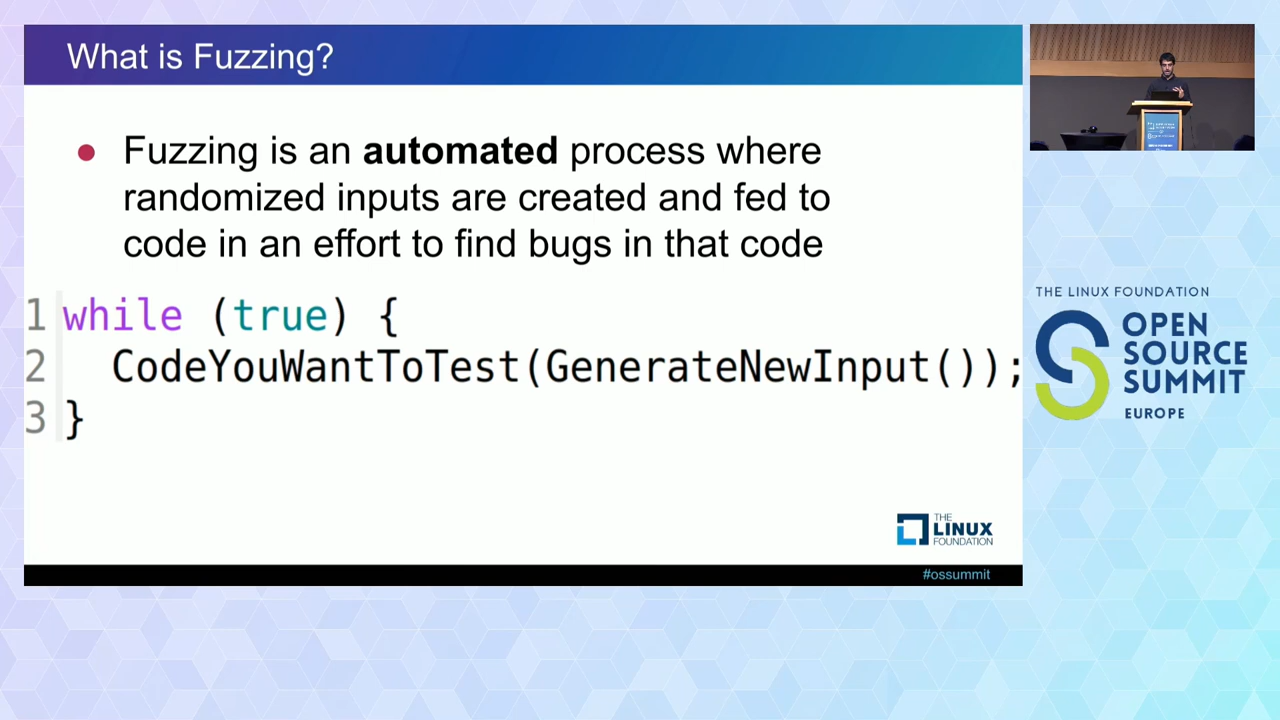 What is Fuzzing?
● Fuzzing is an automated process where
randomized inputs are created and fed to
code in an effort to find bugs in that code
1 while (true) {
2   CodeYouWantToTest(GenerateNewInput());
3 }
THE
LINUX
FOUNDATION
#ossummit
THE LINUX FOUNDATION
OPEN
SOURCE
SUMMIT
EUROPE